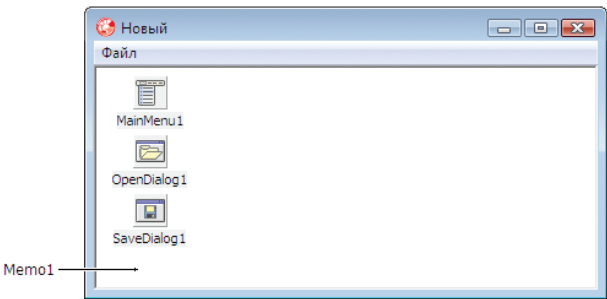 Новый
Файл
MainMenu1
OpenDialog1
SaveDialog1
Memo1